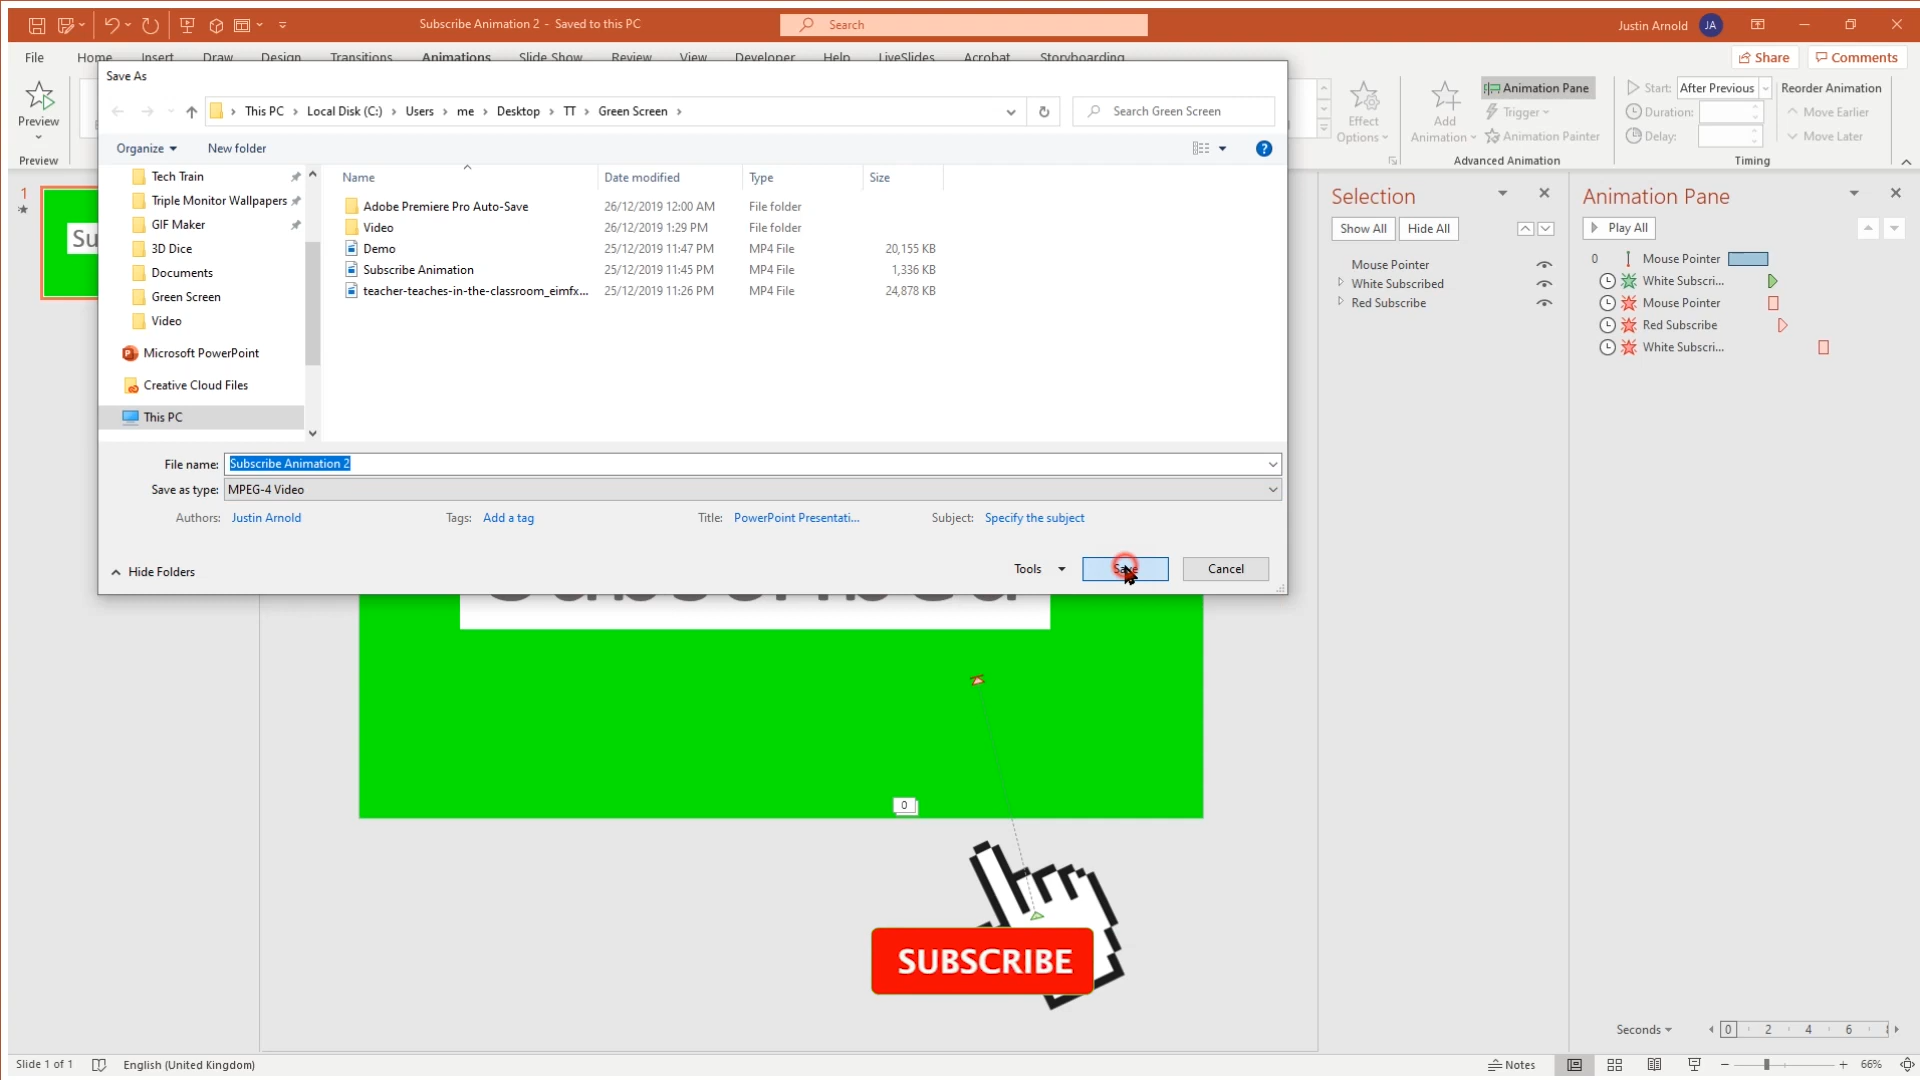 Subscribe Animation 2 - Saved to this PC
Search
Justin Arnold
JA
File Home Insert Draw Design Transitions Animations Slide Show Review View Developer Help LiveSlides Acrobat Storyboarding
Share
Comments
Preview
Preview
Effect
Options
Add
Animation
Animation Pane
Trigger
Animation Painter
Advanced Animation
Start: After Previous
Duration:
Delay:
Timing
Reorder Animation
Move Earlier
Move Later
Save As
This PC > Local Disk (C:) > Users > me > Desktop > TT > Green Screen >
Search Green Screen
Organize
New folder
?
Tech Train
Triple Monitor Wallpapers
GIF Maker
3D Dice
Documents
Green Screen
Video
Microsoft PowerPoint
Creative Cloud Files
This PC
Name Date modified Type Size
Adobe Premiere Pro Auto-Save 26/12/2019 12:00 AM File folder
Video 26/12/2019 1:29 PM File folder
Demo 25/12/2019 11:47 PM MP4 File 20,155 KB
Subscribe Animation 25/12/2019 11:45 PM MP4 File 1,336 KB
teacher-teaches-in-the-classroom_eimfx... 25/12/2019 11:26 PM MP4 File 24,878 KB
File name: Subscribe Animation 2
Save as type: MPEG-4 Video
Authors: Justin Arnold
Tags: Add a tag
Title: PowerPoint Presentati...
Subject: Specify the subject
Hide Folders
Tools
Save
Cancel
1
Su
0
SUBSCRIBE
Selection
Show All
Hide All
Mouse Pointer
White Subscribed
Red Subscribe
Animation Pane
Play All
0 Mouse Pointer
White Subscri...
Mouse Pointer
Red Subscribe
White Subscri...
Seconds
0 2 4 6
Slide 1 of 1
English (United Kingdom)
Notes
66%